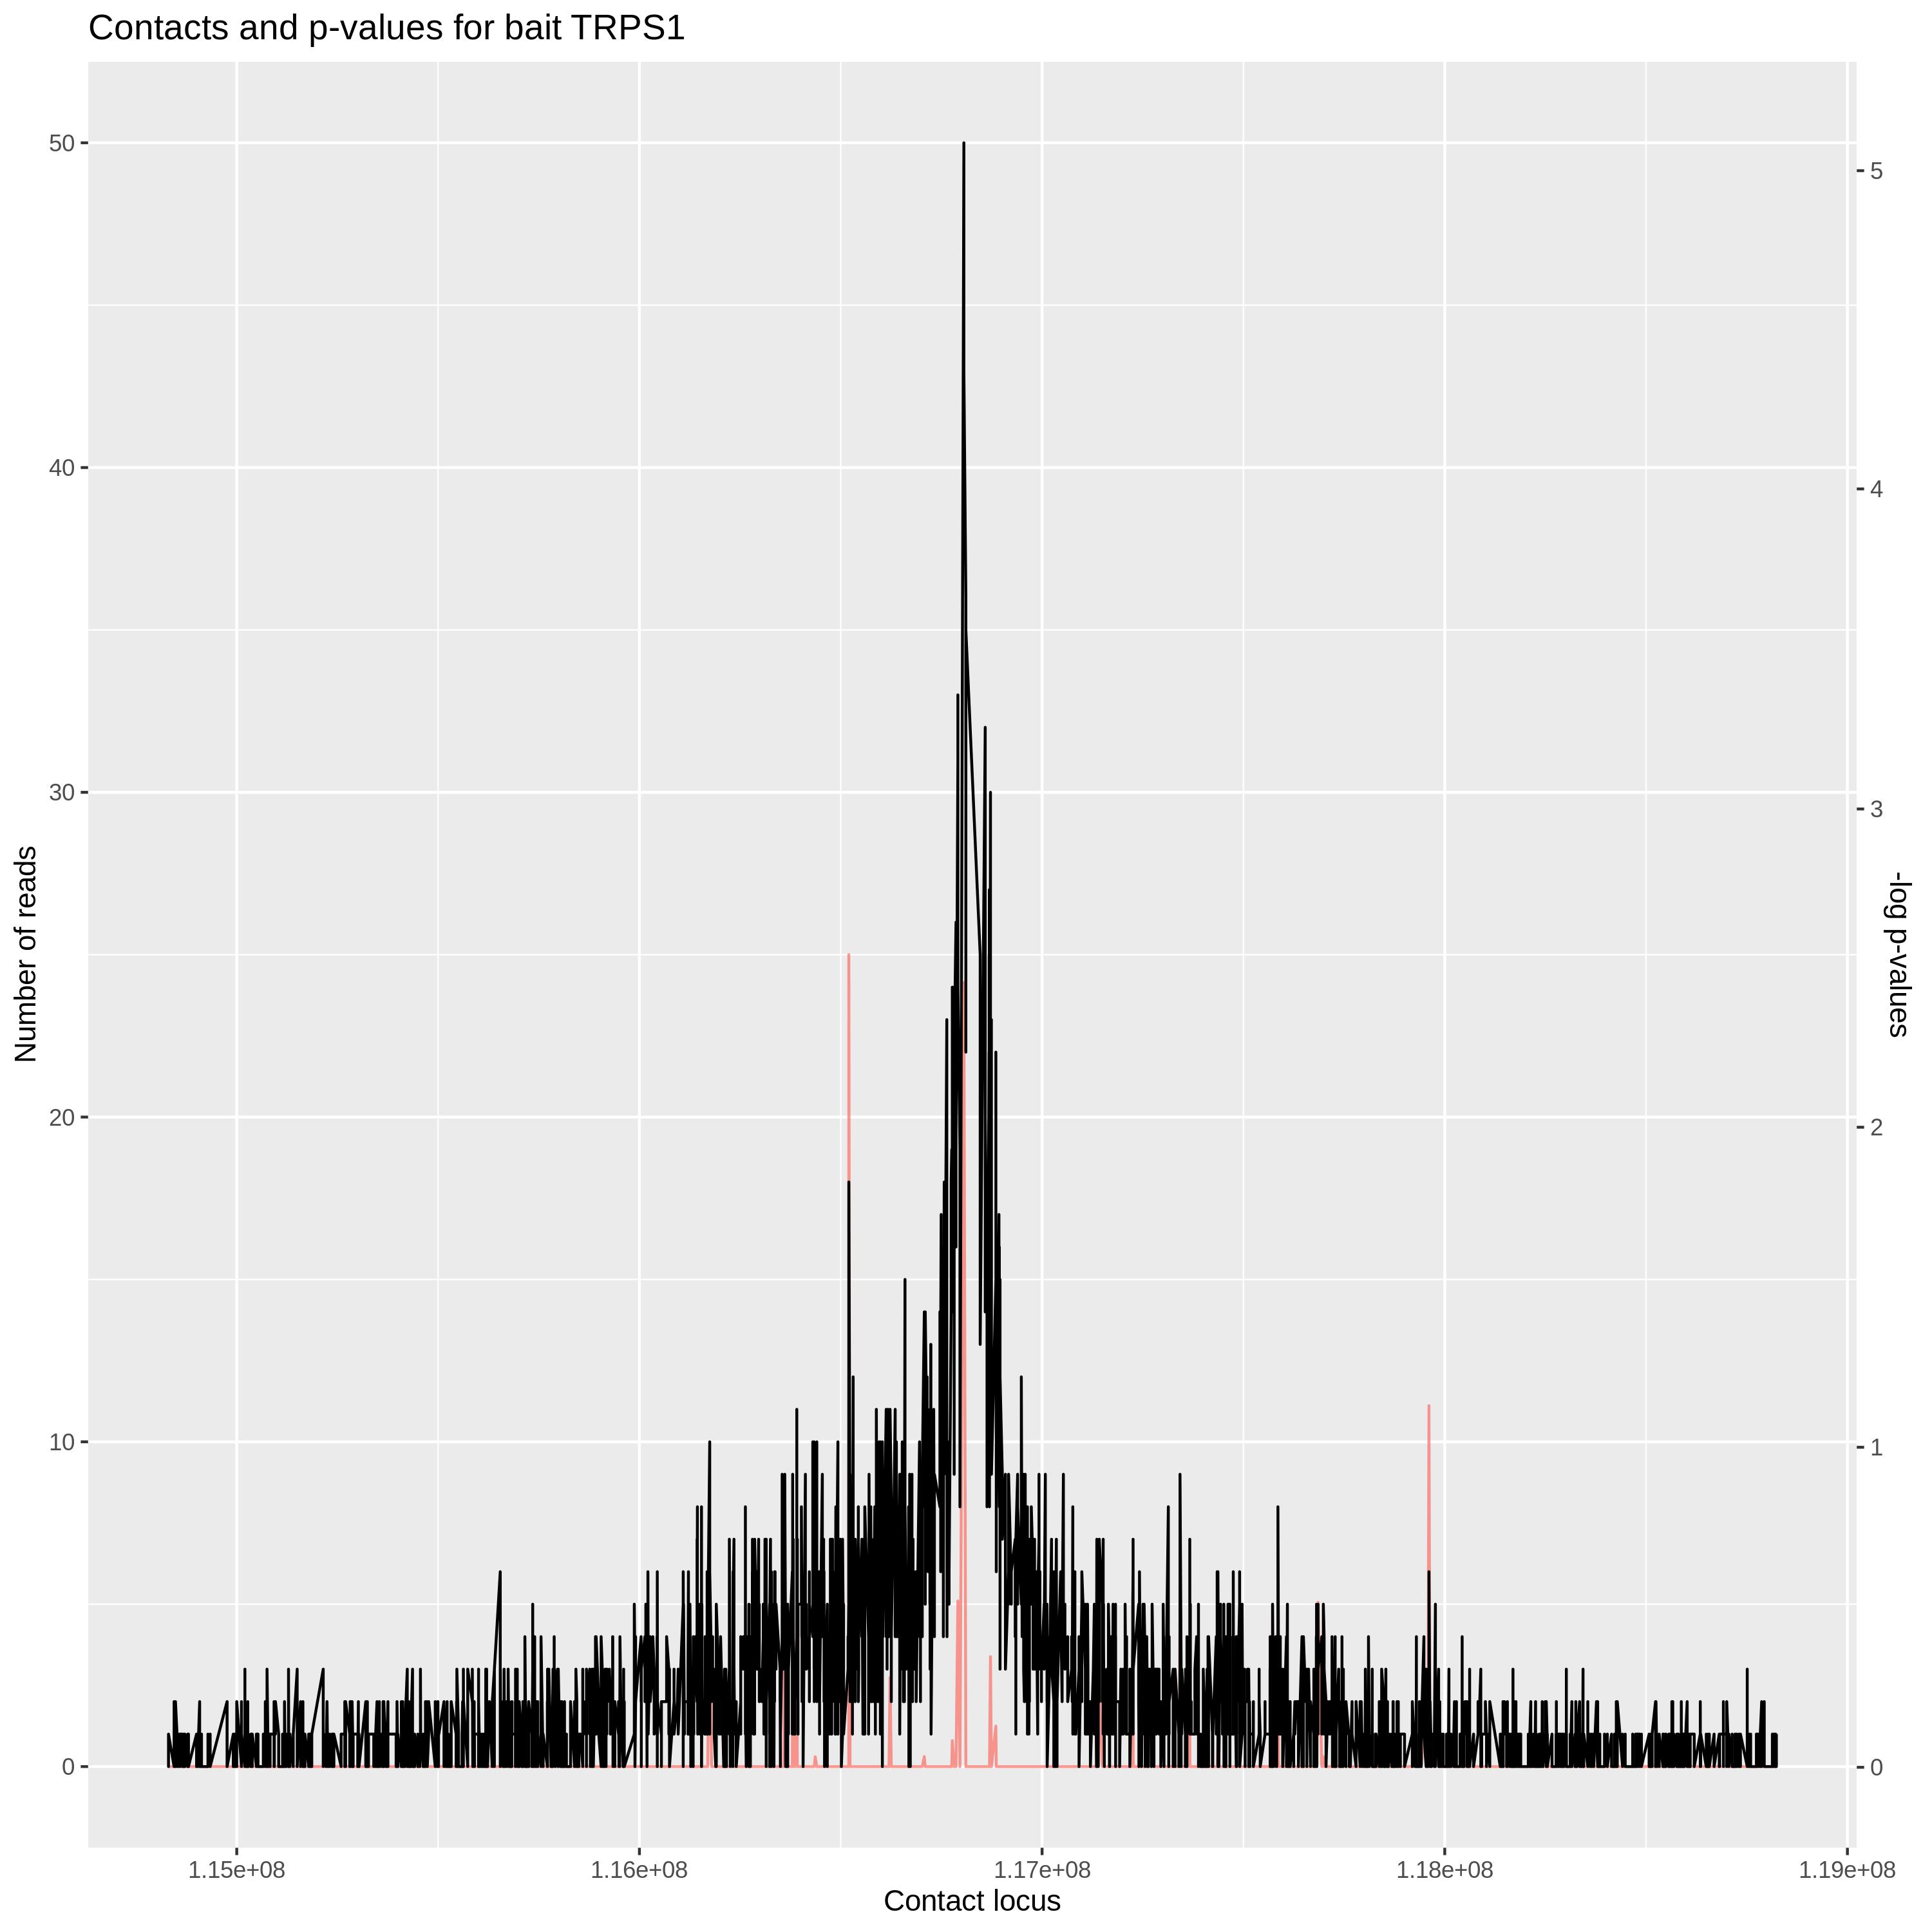 Contacts and p-values for bait TRPS1
50
40
30
20
10
0
Number of reads
5
4
3
2
1
0
-log p-values
1.15e+08 1.16e+08 1.17e+08 1.18e+08 1.19e+08
Contact locus